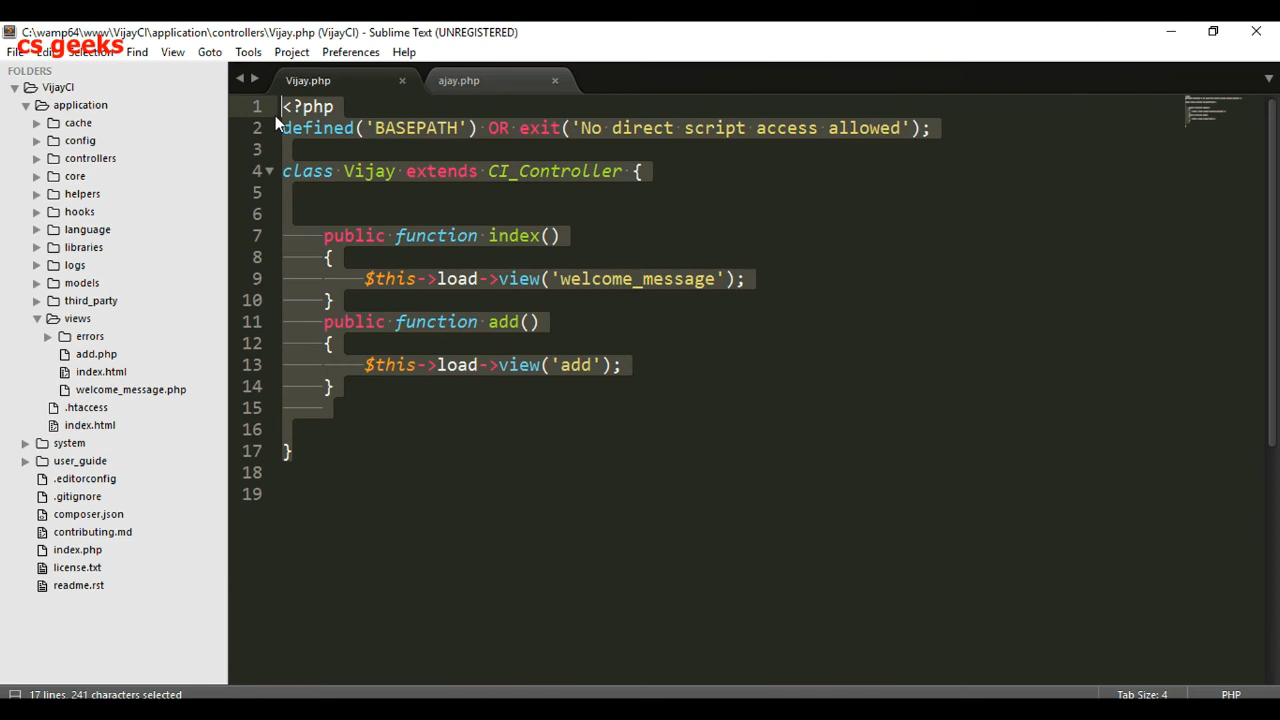 C:\wamp64\www\VijayCI\application\controllers\Vijay.php (VijayCI) - Sublime Text (UNREGISTERED)
cs geeks
File Edit Selection Find View Goto Tools Project Preferences Help
FOLDERS
VijayCI
application
cache
config
controllers
core
helpers
hooks
language
libraries
logs
models
third_party
views
errors
add.php
index.html
welcome_message.php
.htaccess
index.html
system
user_guide
.editorconfig
.gitignore
composer.json
contributing.md
index.php
license.txt
readme.rst
Vijay.php
ajay.php
1 <?php
2 defined('BASEPATH') OR exit('No direct script access allowed');
3
4 class Vijay extends CI_Controller {
5
6
7 public function index()
8 {
9 $this->load->view('welcome_message');
10 }
11 public function add()
12 {
13 $this->load->view('add');
14 }
15
16
17 }
18
19
17 lines, 241 characters selected
Tab Size: 4
PHP